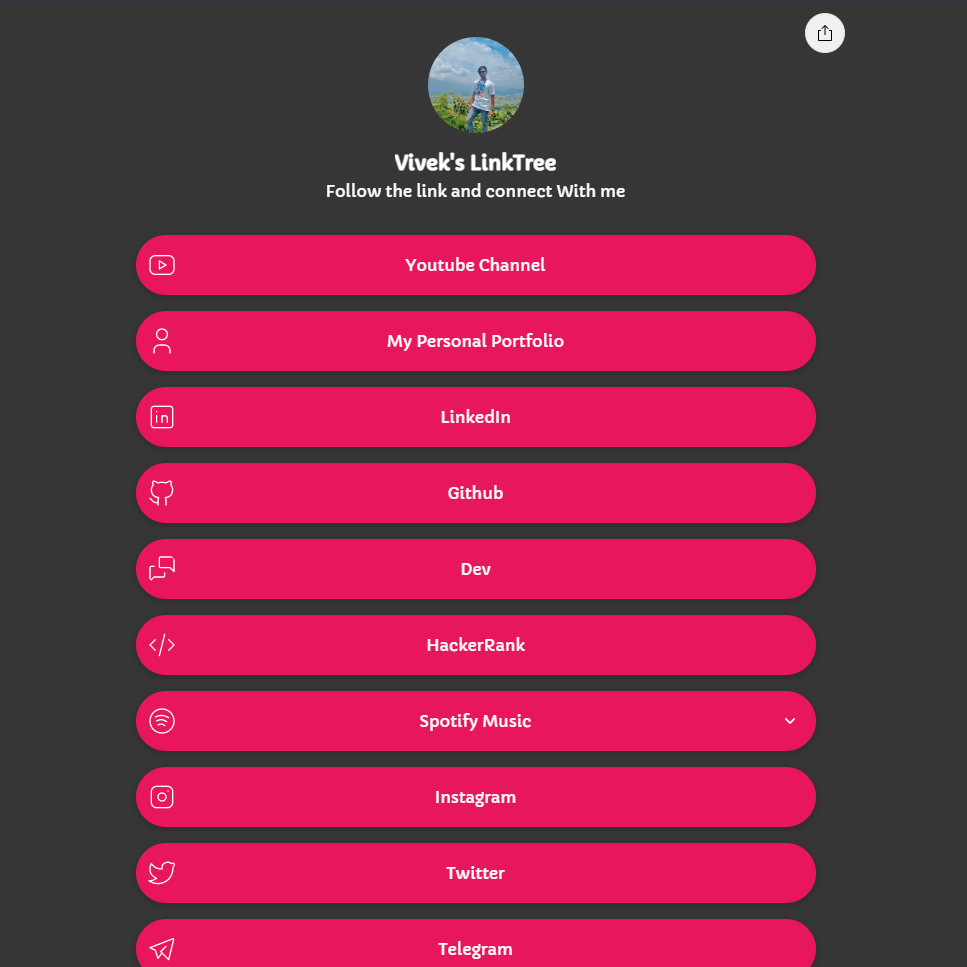 Vivek's LinkTree
Follow the link and connect With me
Youtube Channel
My Personal Portfolio
LinkedIn
Github
Dev
HackerRank
Spotify Music
Instagram
Twitter
Telegram